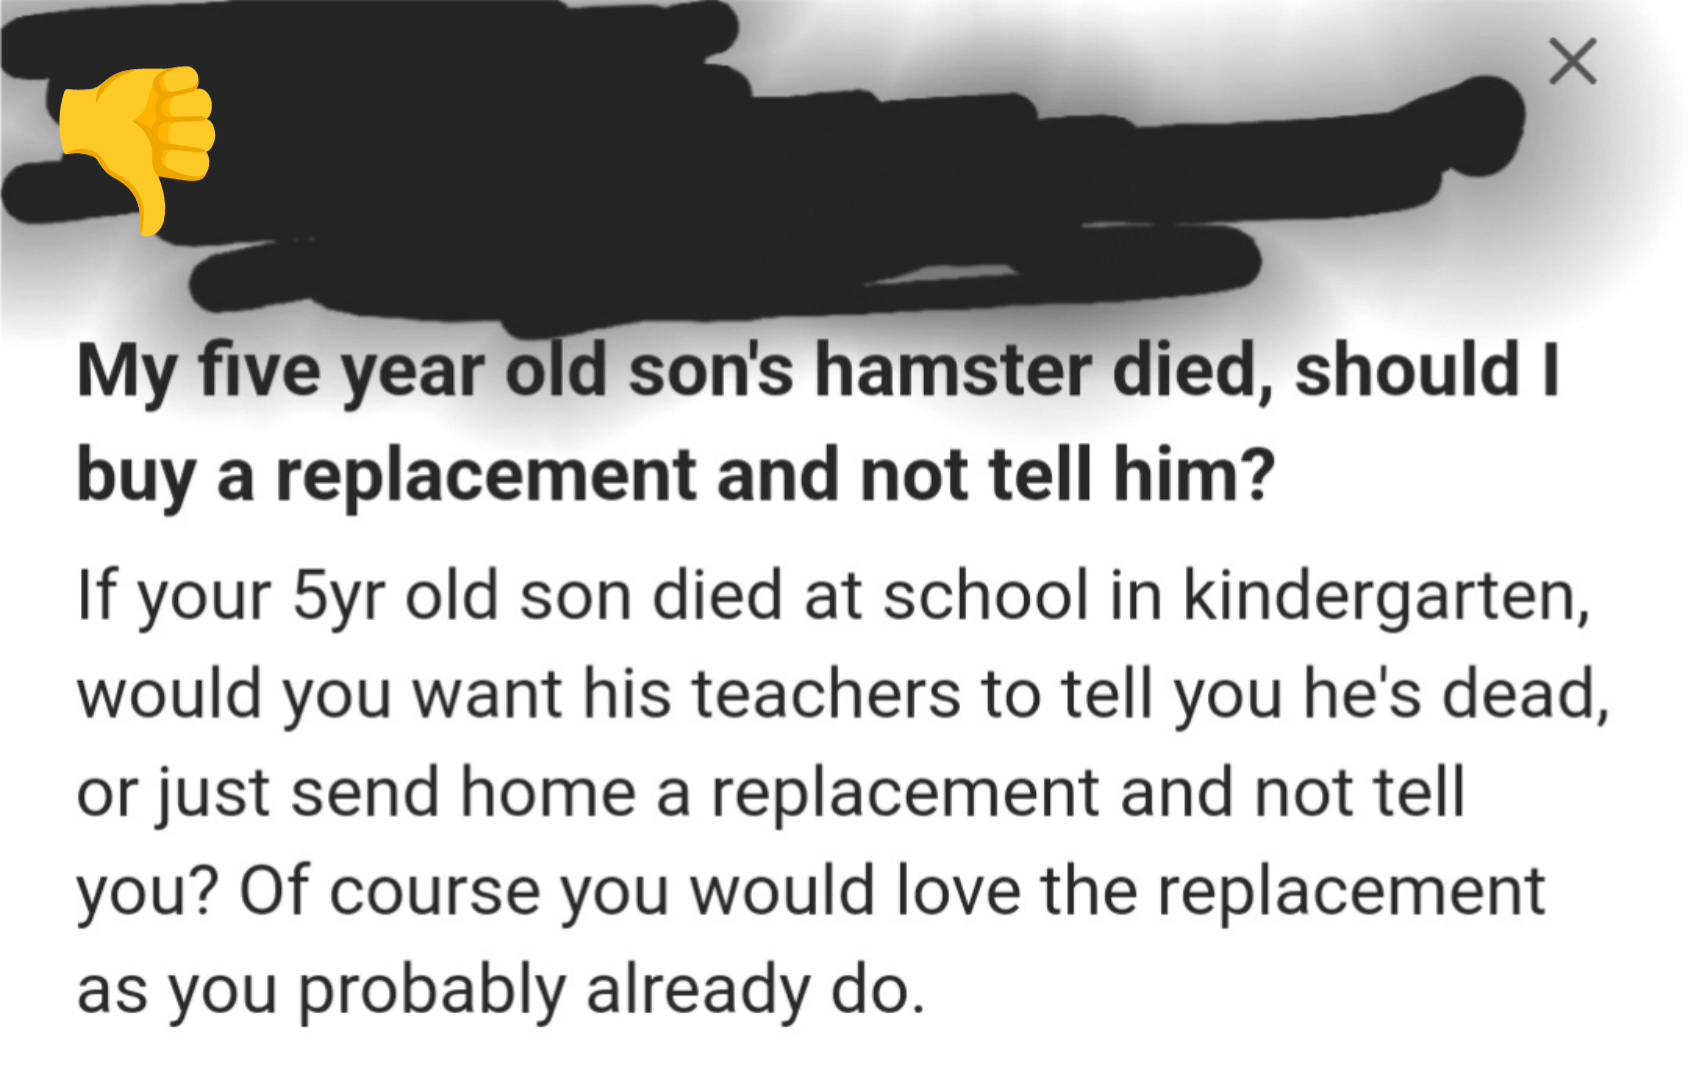 My five year old son's hamster died, should I
buy a replacement and not tell him?
If your 5yr old son died at school in kindergarten,
would you want his teachers to tell you he's dead,
or just send home a replacement and not tell
you? Of course you would love the replacement
as you probably already do.